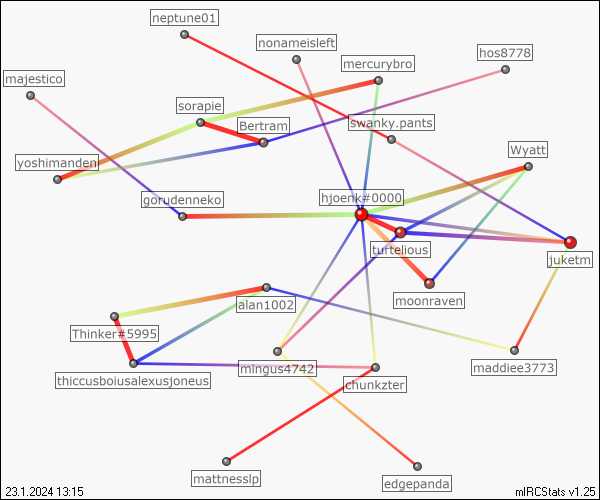 neptune01
nonameisleft
hos8778
mercurybro
majestico
sorapie
Bertram
swanky.pants
Wyatt
yoshimanden
gorudenneko
hjoenk#0000
turtelious
juketm
moonraven
alan1002
Thinker#5995
mingus4742
maddiee3773
thiccusboiusalexusjoneus
chunkzter
mattnesslp
edgepanda
23.1.2024 13:15
mIRCStats v1.25